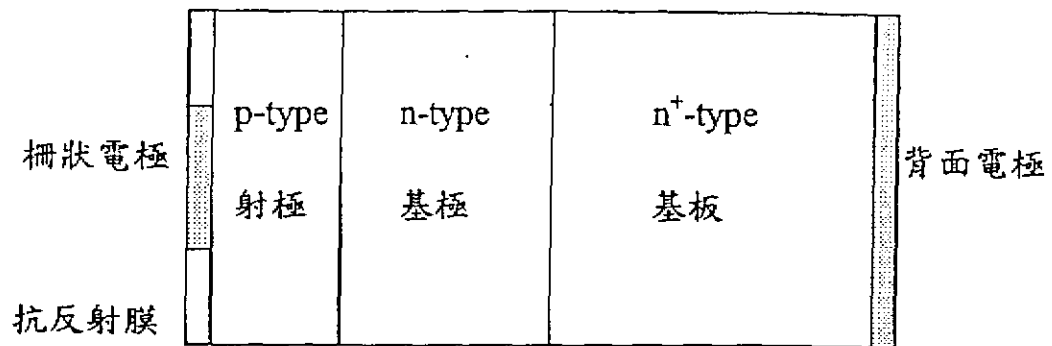 p-type
n-type
n⁺-type
柵狀電極
背面電極
射極
基極
基板
抗反射膜